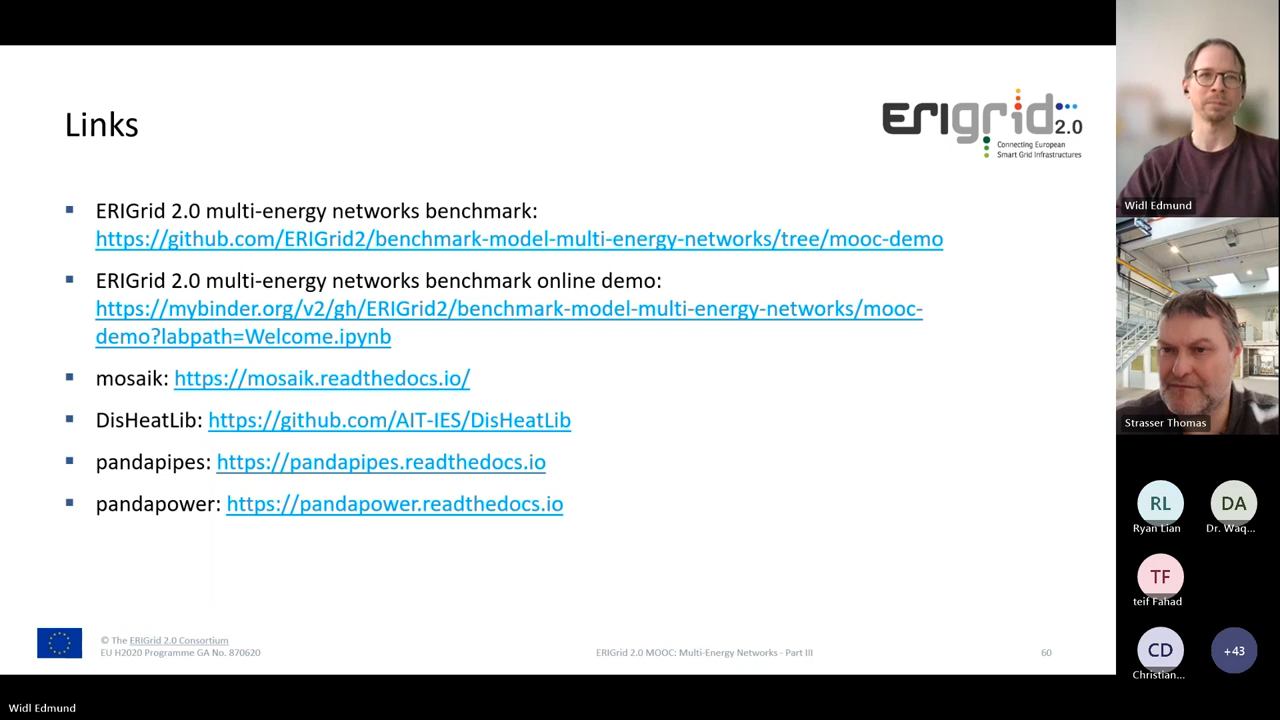 Links
ERIGrid 2.0
Connecting European
Smart Grid Infrastructures
ERIGrid 2.0 multi-energy networks benchmark:
https://github.com/ERIGrid2/benchmark-model-multi-energy-networks/tree/mooc-demo
ERIGrid 2.0 multi-energy networks benchmark online demo:
https://mybinder.org/v2/gh/ERIGrid2/benchmark-model-multi-energy-networks/mooc-
demo?labpath=Welcome.ipynb
mosaik: https://mosaik.readthedocs.io/
DisHeatLib: https://github.com/AIT-IES/DisHeatLib
pandapipes: https://pandapipes.readthedocs.io
pandapower: https://pandapower.readthedocs.io
© The ERIGrid 2.0 Consortium
EU H2020 Programme GA No. 870620
ERIGrid 2.0 MOOC: Multi-Energy Networks - Part III
60
Widl Edmund
Strasser Thomas
RL
Ryan Lian
DA
Dr. Waq...
TF
teif Fahad
CD
Christian...
+43
Widl Edmund